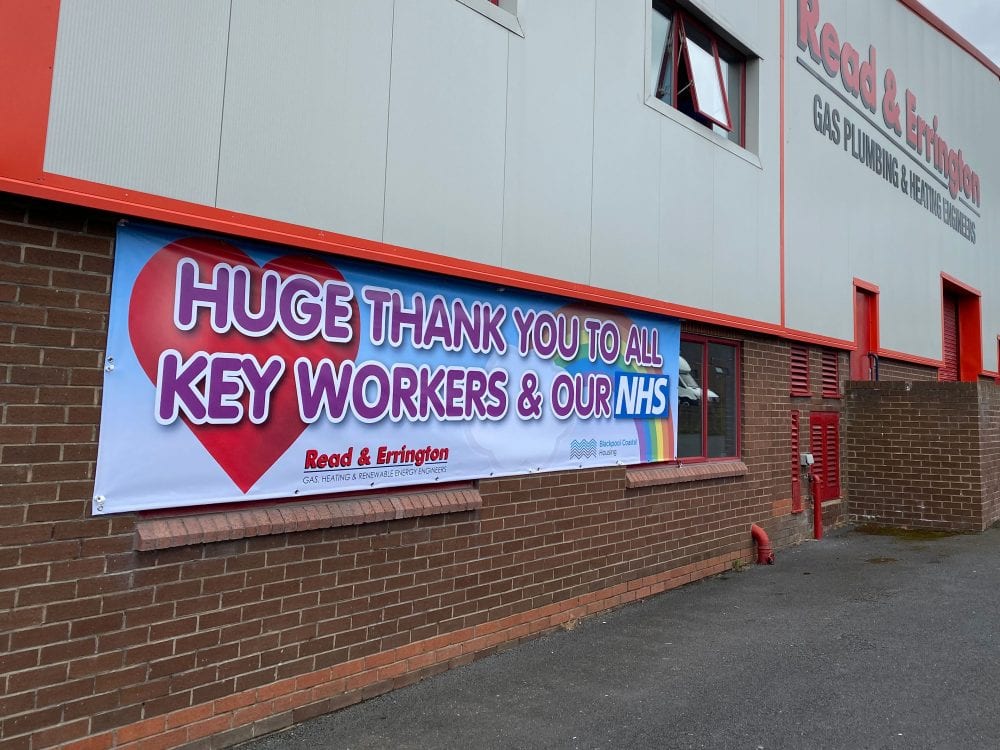 Read & Errington
GAS PLUMBING & HEATING ENGINEERS
HUGE THANK YOU TO ALL
KEY WORKERS & OUR NHS
Read & Errington
GAS, HEATING & RENEWABLE ENERGY ENGINEERS
Blackpool Coastal
Housing